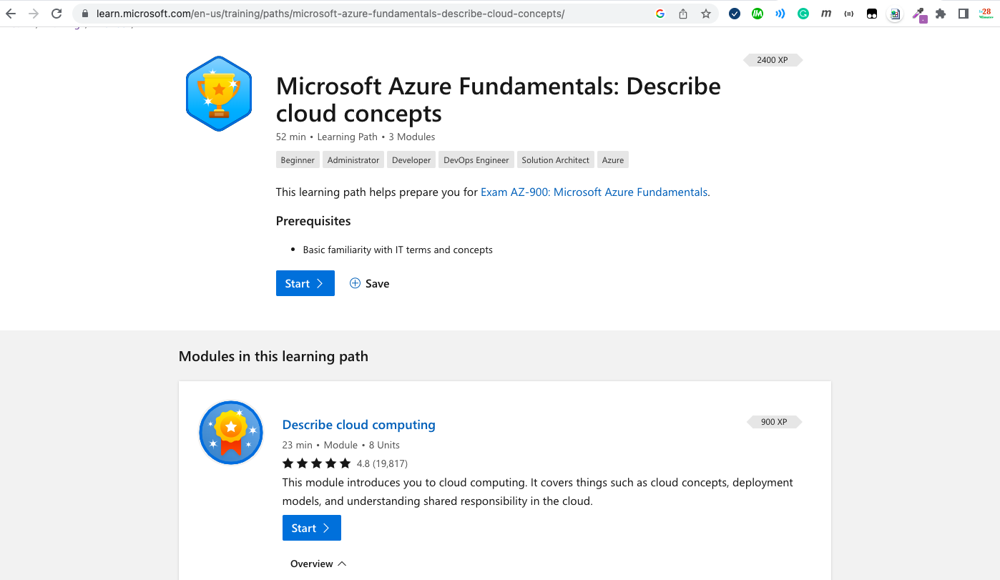 learn.microsoft.com/en-us/training/paths/microsoft-azure-fundamentals-describe-cloud-concepts/
2400 XP
Microsoft Azure Fundamentals: Describe
cloud concepts
52 min • Learning Path • 3 Modules
Beginner Administrator Developer DevOps Engineer Solution Architect Azure
This learning path helps prepare you for Exam AZ-900: Microsoft Azure Fundamentals.
Prerequisites
• Basic familiarity with IT terms and concepts
Start
Save
Modules in this learning path
Describe cloud computing
900 XP
23 min • Module • 8 Units
4.8 (19,817)
This module introduces you to cloud computing. It covers things such as cloud concepts, deployment
models, and understanding shared responsibility in the cloud.
Start
Overview